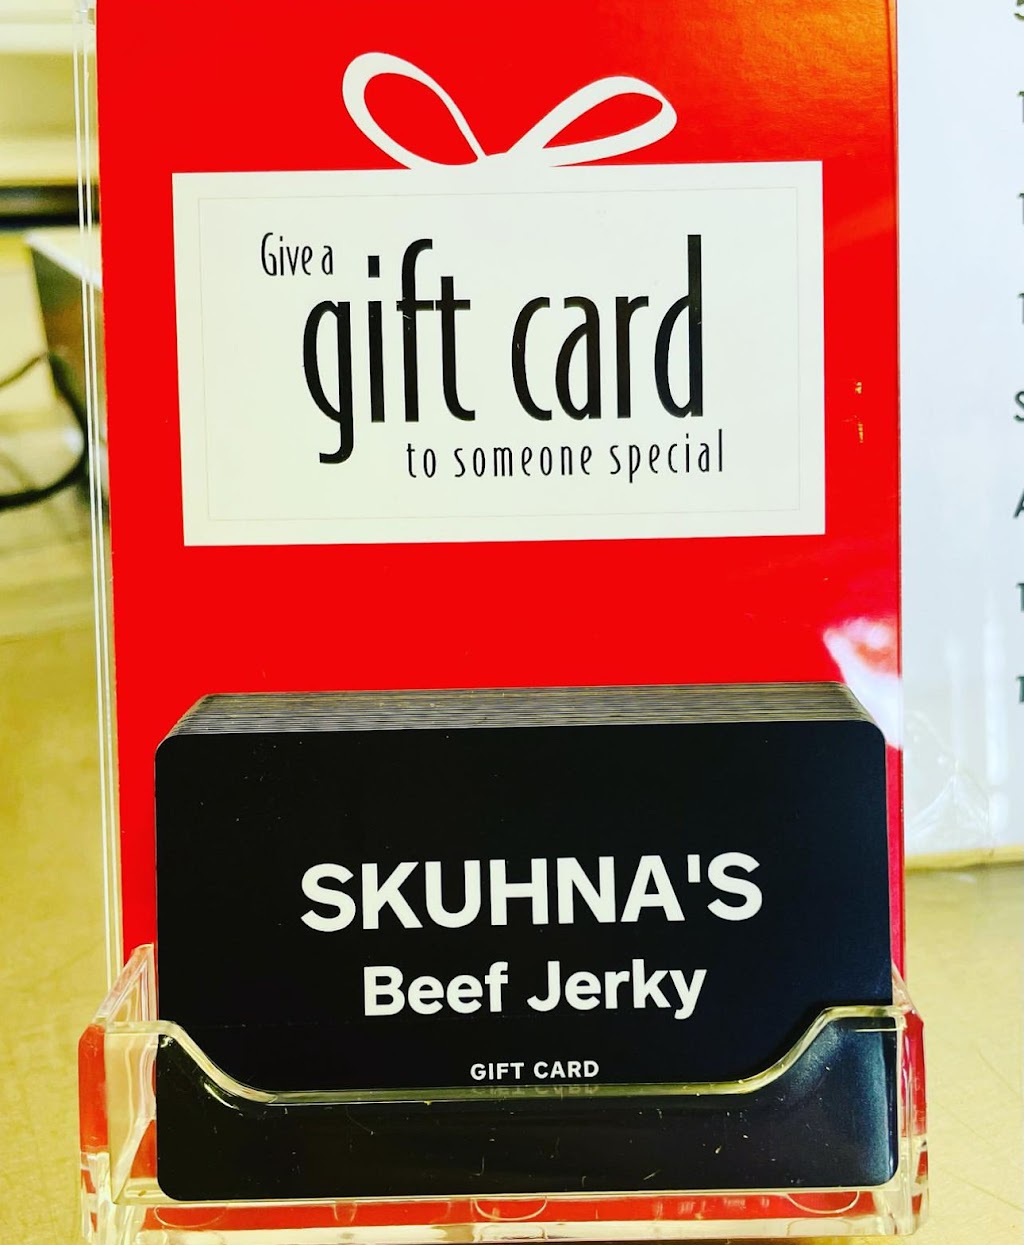 Give a
gift card
to someone special
SKUHNA'S
Beef Jerky
GIFT CARD